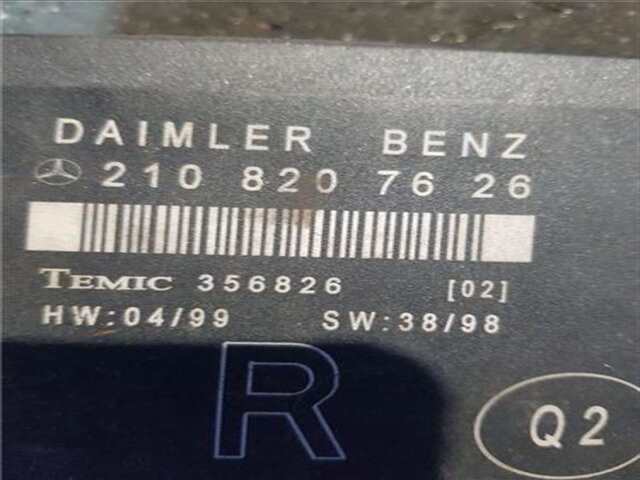 DAIMLER BENZ
210 820 76 26
TEMIC 356826 [02]
HW:04/99 SW:38/98
R
Q2